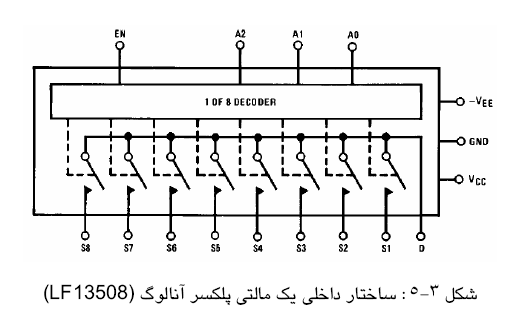 EN A2 A1 A0
1 OF 8 DECODER
-VEE
GND
VCC
S8 S7 S6 S5 S4 S3 S2 S1 D
شکل ۳-۵: ساختار داخلی یک مالتی پلکسر آنالوگ (LF13508)